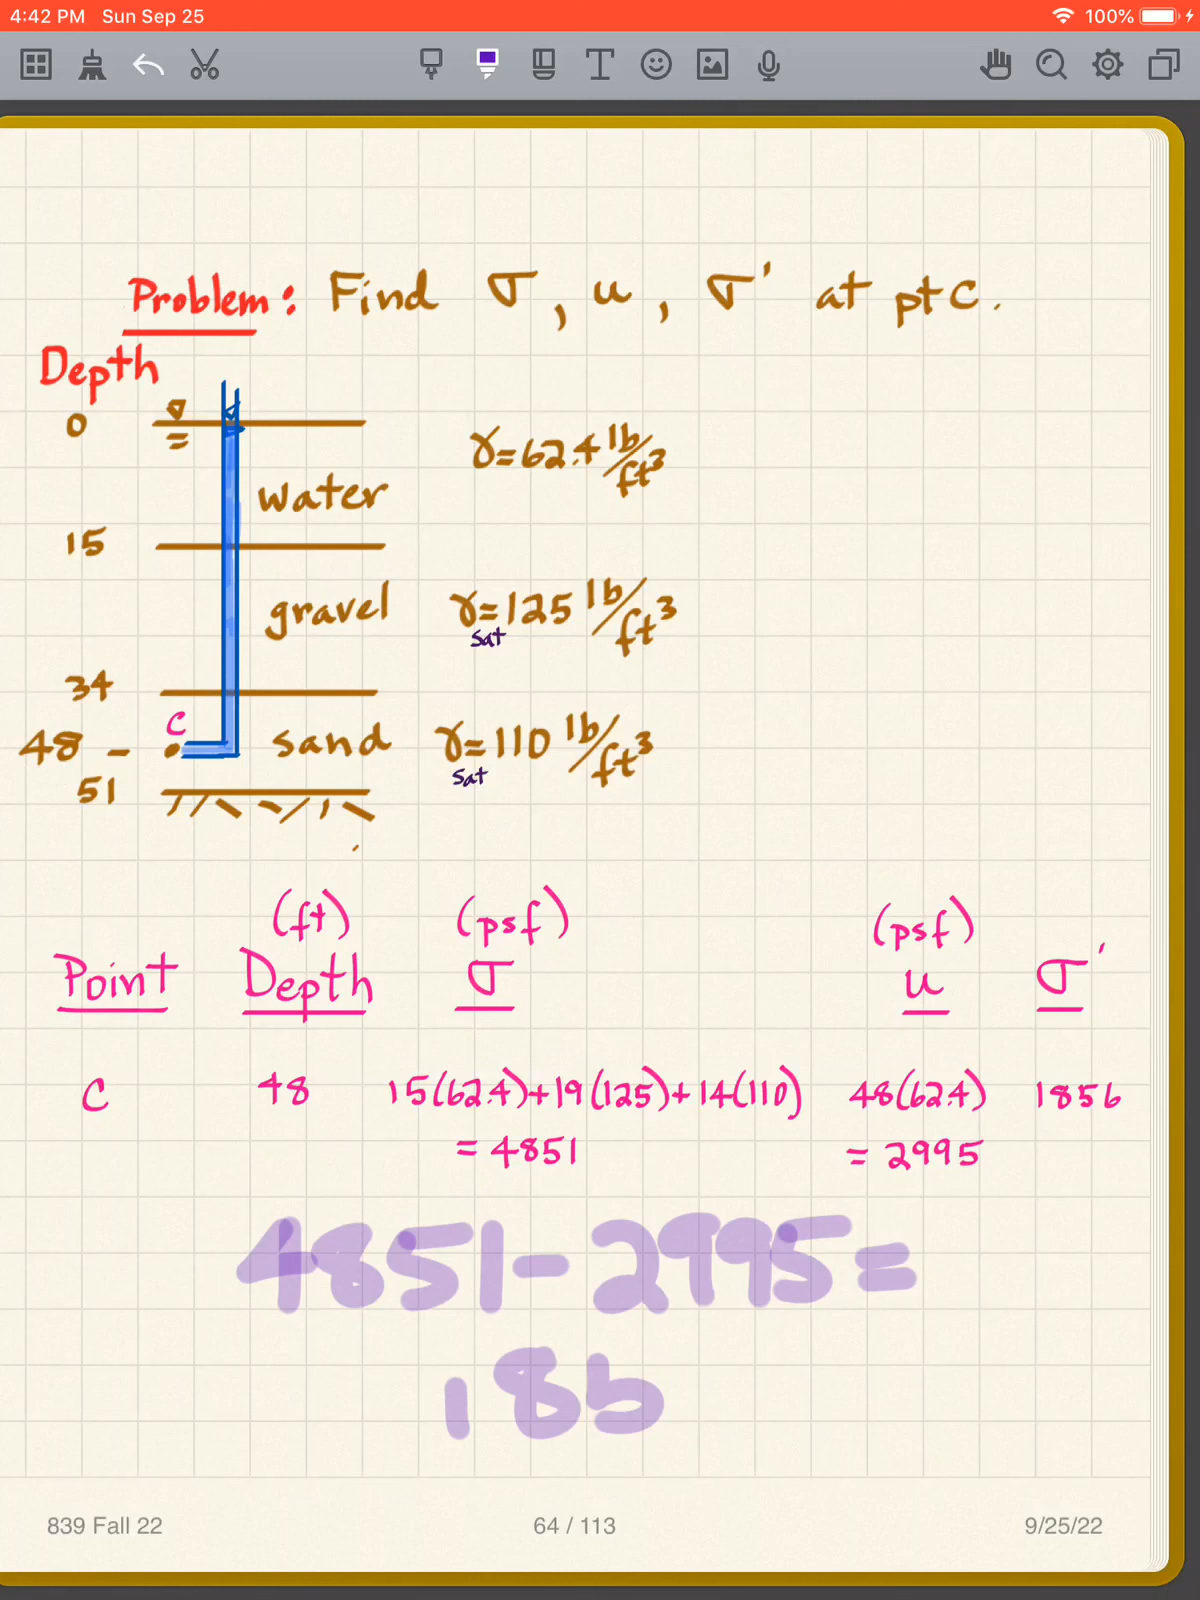 4:42 PM Sun Sep 25 100%
Problem: Find σ, u, σ' at pt C.
Depth
0 γ=62.4 lb/ft³
water
15
gravel γsat=125 lb/ft³
34
C
48 - sand γsat=110 lb/ft³
51
(ft) (psf) (psf)
Point Depth σ u σ'
C 48 15(62.4)+19(125)+14(110) 48(62.4) 1856
= 4851 = 2995
4851-2995=
185
839 Fall 22 64 / 113 9/25/22